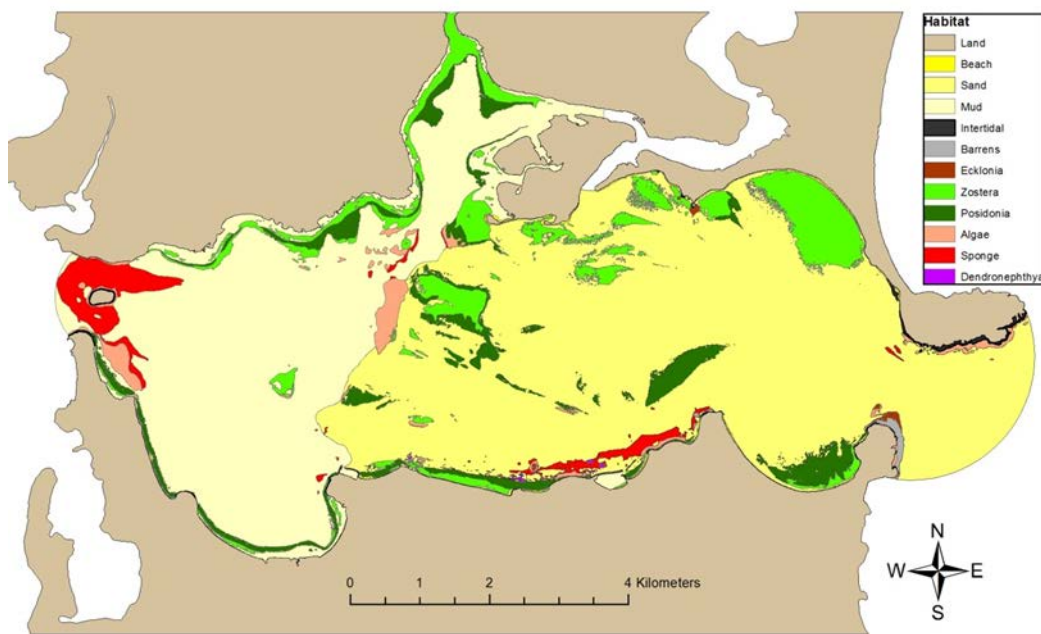 Habitat
Land
Beach
Sand
Mud
Intertidal
Barrens
Ecklonia
Zostera
Posidonia
Algae
Sponge
Dendronephthya
N
W E
S
0 1 2 4 Kilometers